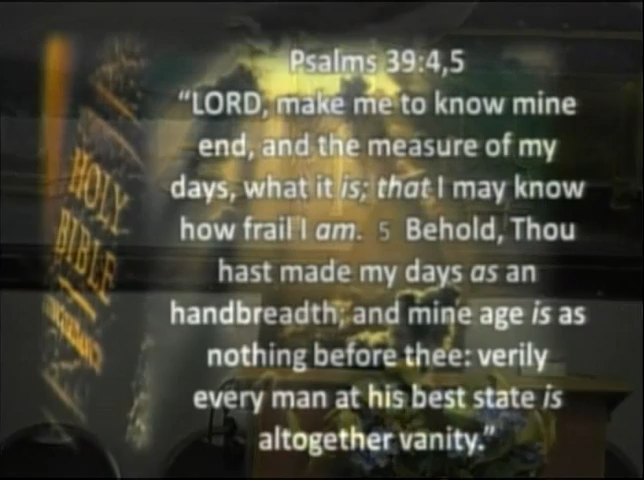 Psalms 39:4,5
“LORD, make me to know mine
end, and the measure of my
days, what it is; that I may know
how frail I am. 5 Behold, Thou
hast made my days as an
handbreadth; and mine age is as
nothing before thee: verily
every man at his best state is
altogether vanity.”
HOLY
BIBLE